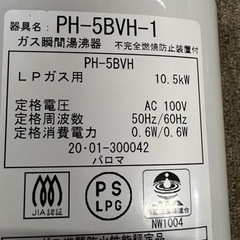 器具名: PH-5BVH-1
ガス瞬間湯沸器 不完全燃焼防止装置付
PH-5BVH
LPガス用 10.5kW
定格電圧 AC 100V
定格周波数 50Hz/60Hz
定格消費電力 0.6W/0.6W
20·01-300042
パロマ
JIA認証
PS
LPG
NW1004